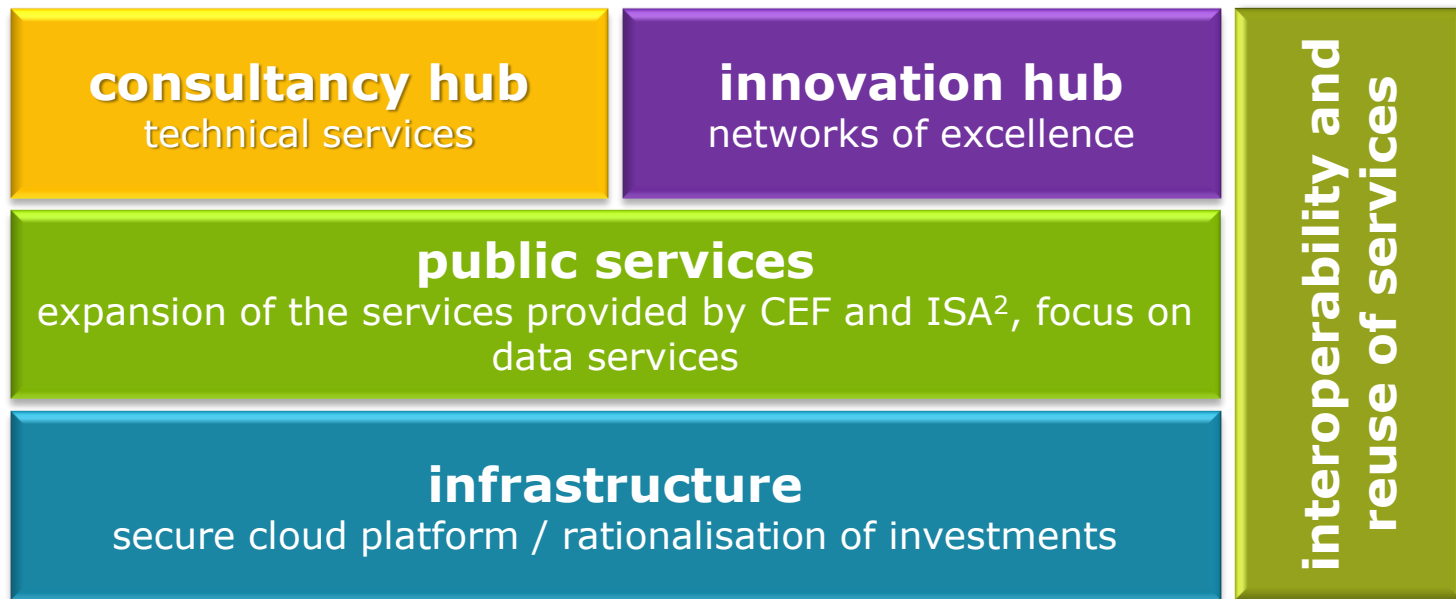 consultancy hub
technical services
innovation hub
networks of excellence
public services
expansion of the services provided by CEF and ISA², focus on
data services
infrastructure
secure cloud platform / rationalisation of investments
interoperability and
reuse of services